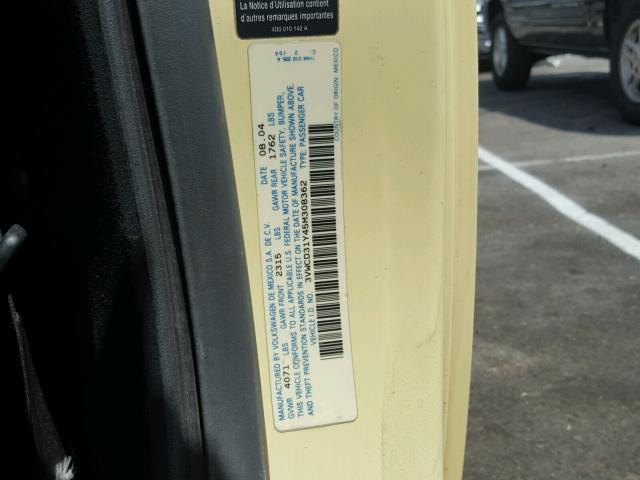 La Notice d'Utilisation contient
d'autres remarques importantes
4D0 010 142 A
MANUFACTURED BY VOLKSWAGEN DE MEXICO S.A. DE C.V. DATE 08.04
GVWR 4071 LBS GAWR FRONT 2315 LBS GAWR REAR 1762 LBS
THIS VEHICLE CONFORMS TO ALL APPLICABLE U.S. FEDERAL MOTOR VEHICLE SAFETY, BUMPER,
AND THEFT PREVENTION STANDARDS IN EFFECT ON THE DATE OF MANUFACTURE SHOWN ABOVE.
VEHICLE I.D. NO. 3VWCD31Y45M308362 TYPE: PASSENGER CAR
COUNTRY OF ORIGIN: MEXICO